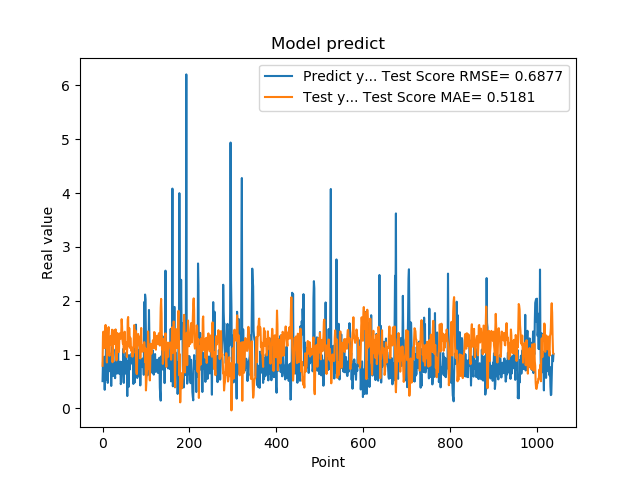 Model predict
Predict y... Test Score RMSE= 0.6877
Test y... Test Score MAE= 0.5181
6
5
4
3
2
1
0
Real value
0 200 400 600 800 1000
Point